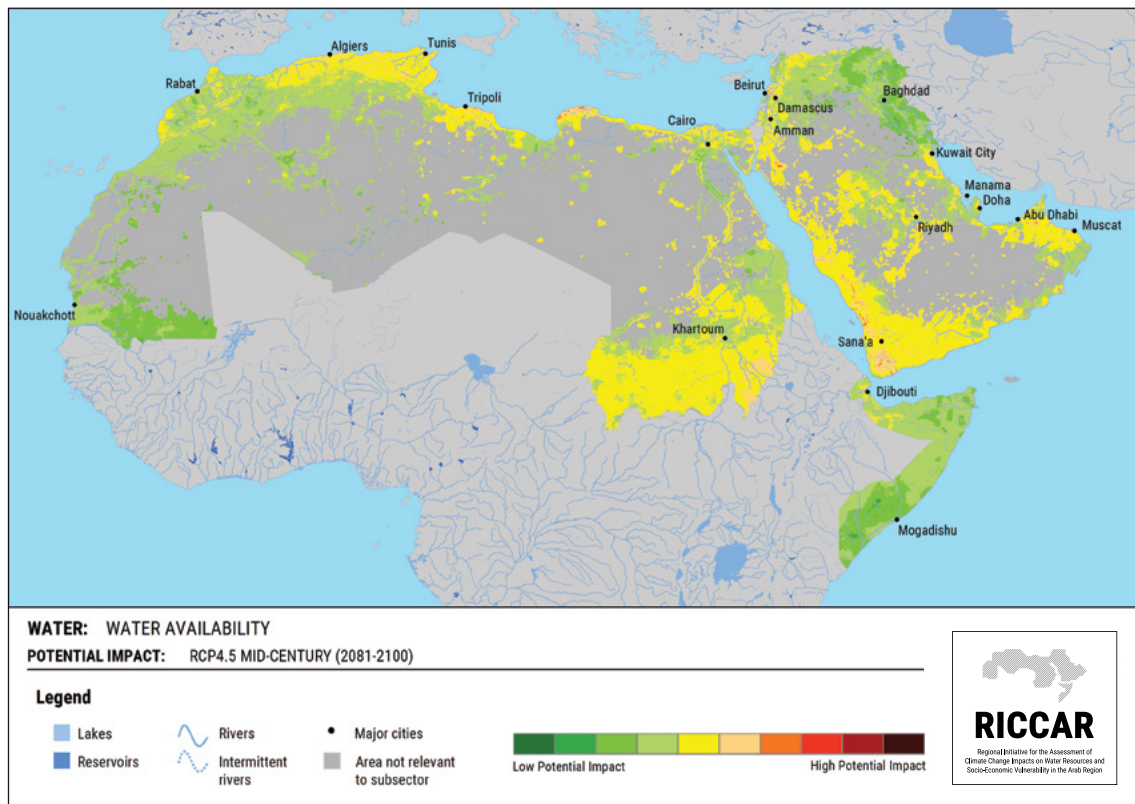 Algiers
Tunis
Rabat
Tripoli
Beirut
Damascus
Baghdad
Cairo
Amman
Kuwait City
Manama
Doha
Abu Dhabi
Muscat
Riyadh
Nouakchott
Khartoum
Sana'a
Djibouti
Mogadishu
WATER: WATER AVAILABILITY
POTENTIAL IMPACT: RCP4.5 MID-CENTURY (2081-2100)
Legend
Lakes
Reservoirs
Rivers
Intermittent
rivers
Major cities
Area not relevant
to subsector
Low Potential Impact
High Potential Impact
RICCAR
Regional Initiative for the Assessment of
Climate Change Impacts on Water Resources and
Socio-Economic Vulnerability in the Arab Region